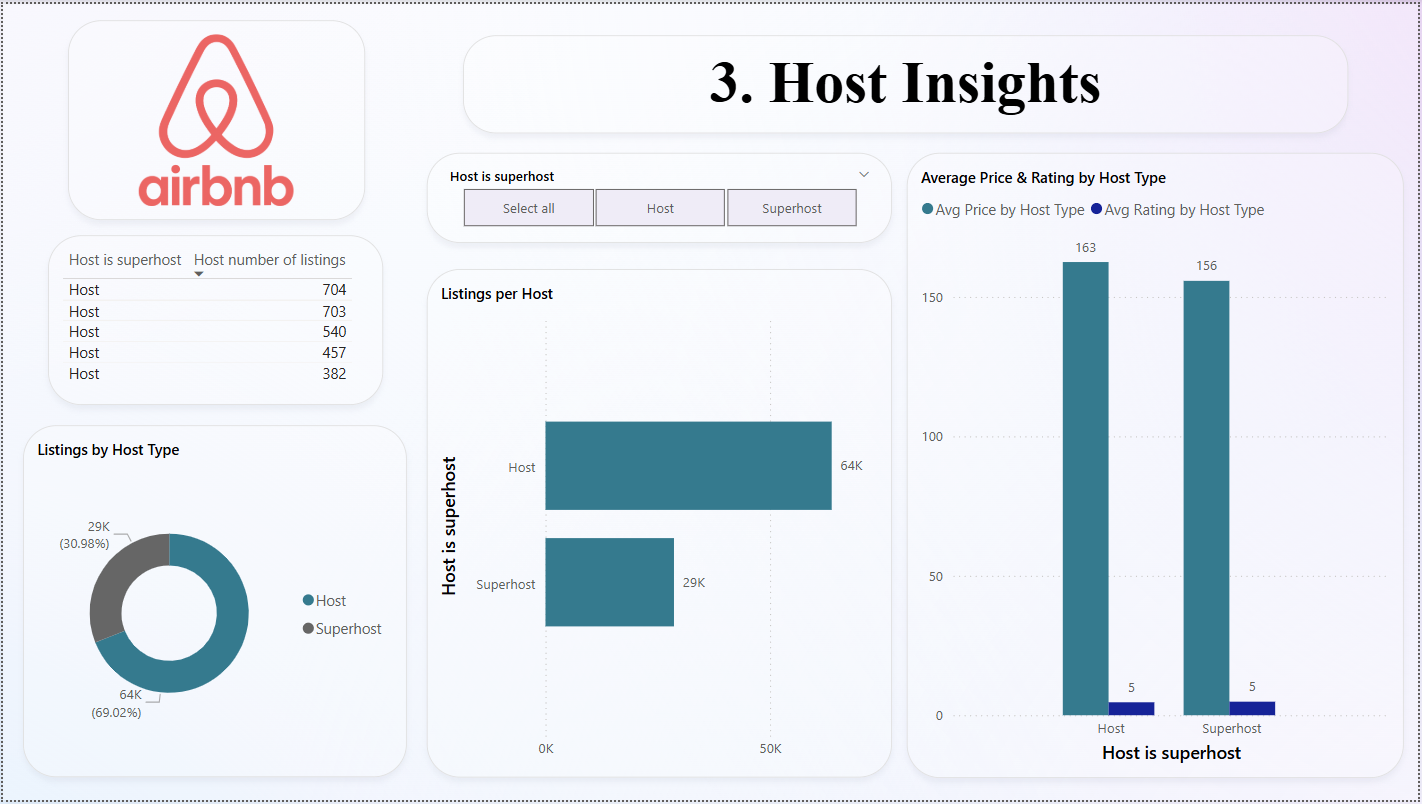 airbnb
3. Host Insights
Host is superhost
Select all Host Superhost
Host is superhost Host number of listings
Host 704
Host 703
Host 540
Host 457
Host 382
Listings by Host Type
29K
(30.98%)
64K
(69.02%)
Host
Superhost
Listings per Host
Host is superhost
Host 64K
Superhost 29K
0K 50K
Average Price & Rating by Host Type
Avg Price by Host Type Avg Rating by Host Type
163
156
150
100
50
5 5
0
Host Superhost
Host is superhost